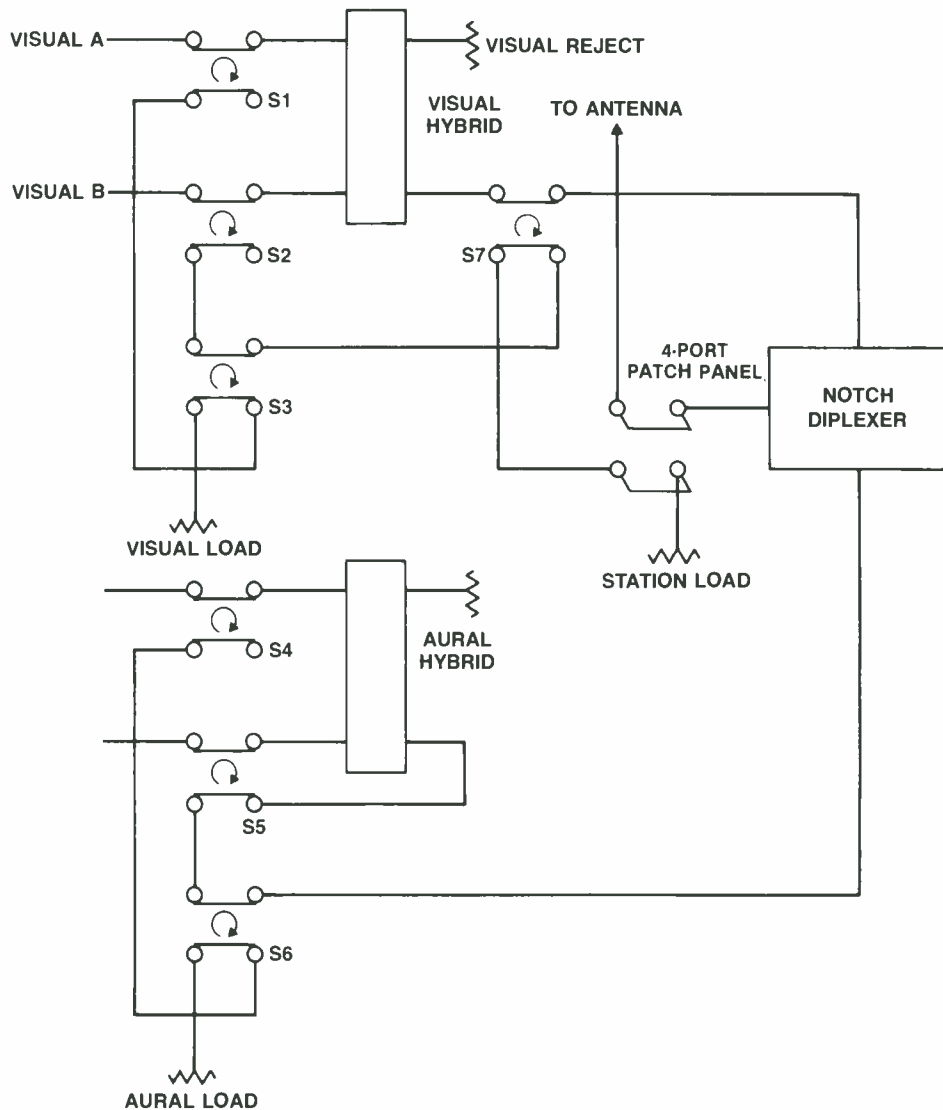 VISUAL A
VISUAL REJECT
S1
VISUAL
HYBRID
TO ANTENNA
VISUAL B
S2
S7
4-PORT
PATCH PANEL
NOTCH
DIPLEXER
S3
VISUAL LOAD
STATION LOAD
S4
AURAL
HYBRID
S5
S6
AURAL LOAD